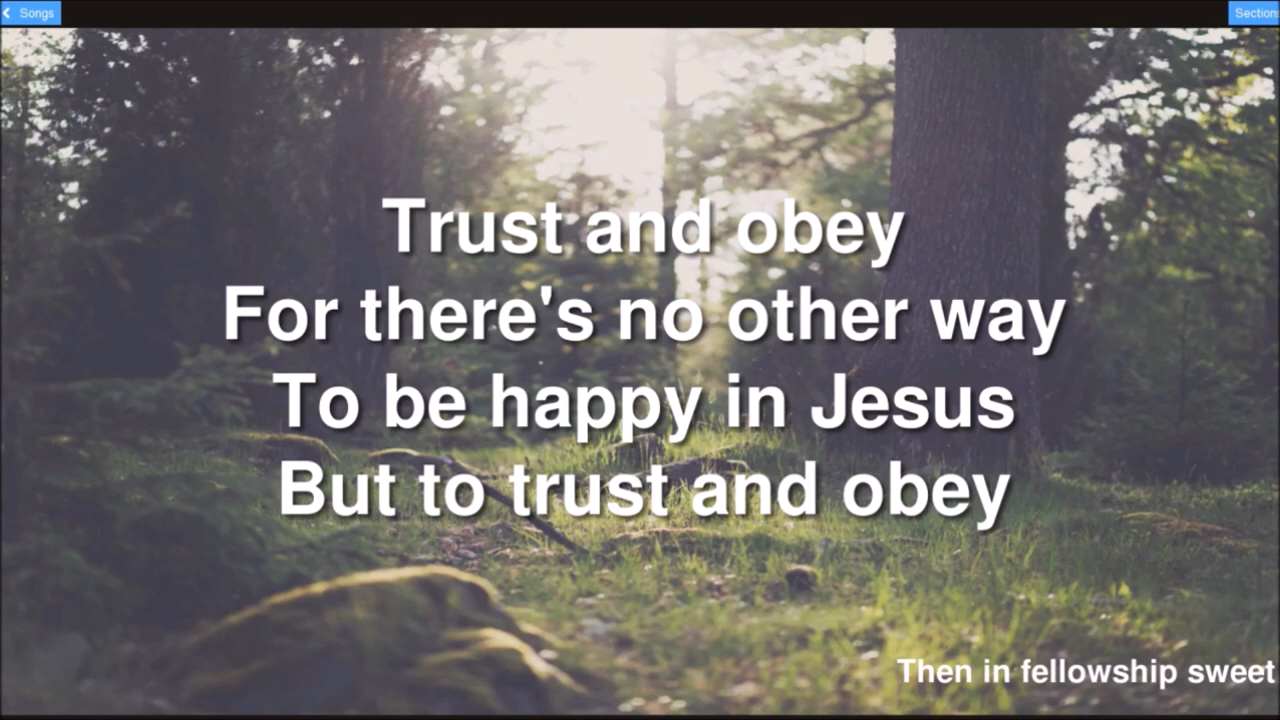 Songs
Sections
Trust and obey
For there's no other way
To be happy in Jesus
But to trust and obey
Then in fellowship sweet